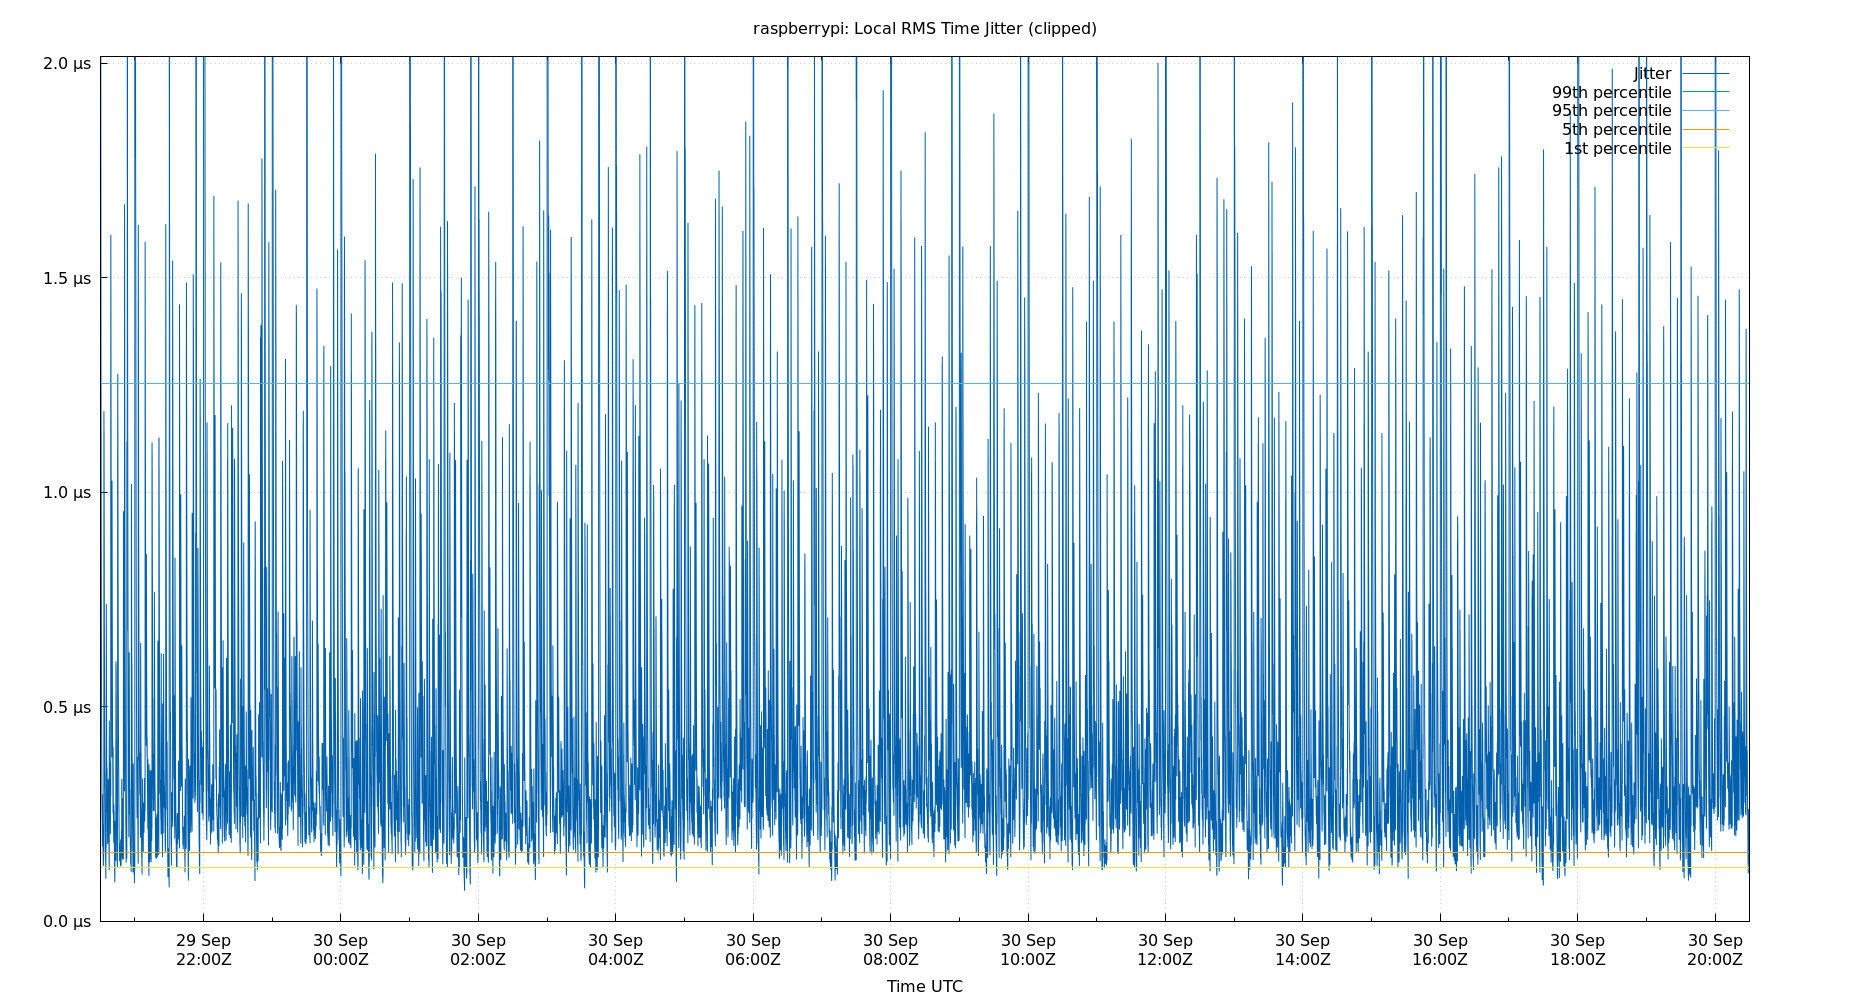 raspberrypi: Local RMS Time Jitter (clipped)
2.0 µs
1.5 µs
1.0 µs
0.5 µs
0.0 µs
Jitter
99th percentile
95th percentile
5th percentile
1st percentile
29 Sep 30 Sep 30 Sep 30 Sep 30 Sep 30 Sep 30 Sep 30 Sep 30 Sep 30 Sep 30 Sep 30 Sep
22:00Z 00:00Z 02:00Z 04:00Z 06:00Z 08:00Z 10:00Z 12:00Z 14:00Z 16:00Z 18:00Z 20:00Z
Time UTC